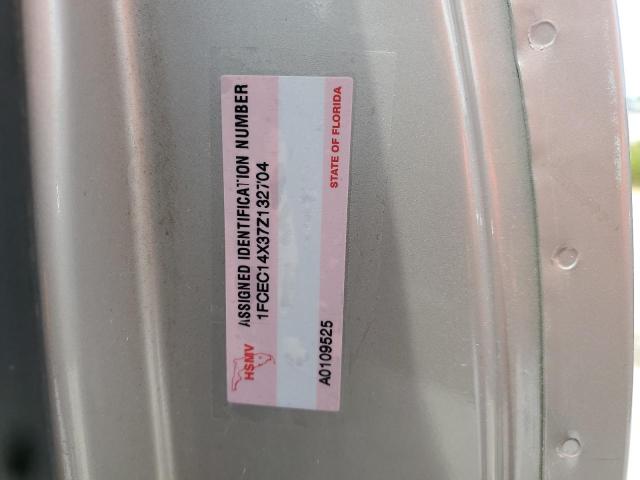 ASSIGNED IDENTIFICATION NUMBER
1FCEC14X37Z132704
HSMV
STATE OF FLORIDA
A0109525